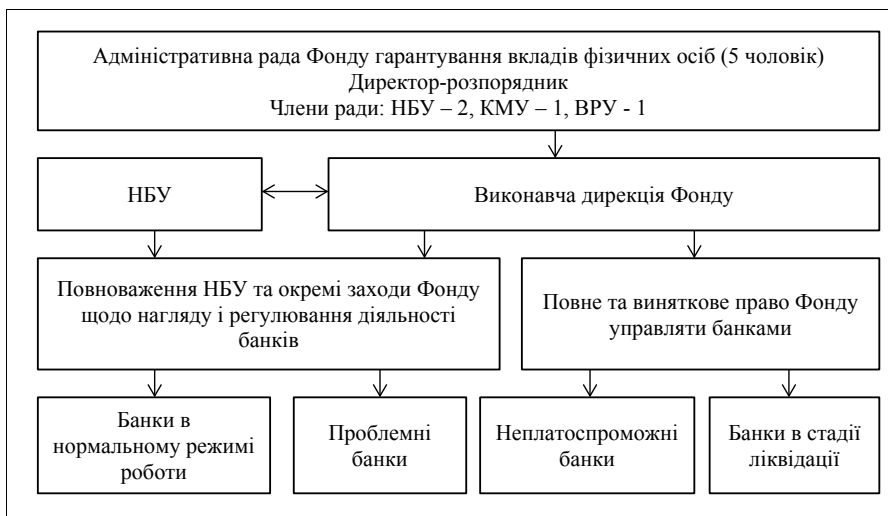 Адміністративна рада Фонду гарантування вкладів фізичних осіб (5 чоловік)
Директор-розпорядник
Члени ради: НБУ – 2, КМУ – 1, ВРУ - 1
НБУ
Виконавча дирекція Фонду
Повноваження НБУ та окремі заходи Фонду
щодо нагляду і регулювання діяльності
банків
Повне та виняткове право Фонду
управляти банками
Банки в
нормальному режимі
роботи
Проблемні
банки
Неплатоспроможні
банки
Банки в стадії
ліквідації